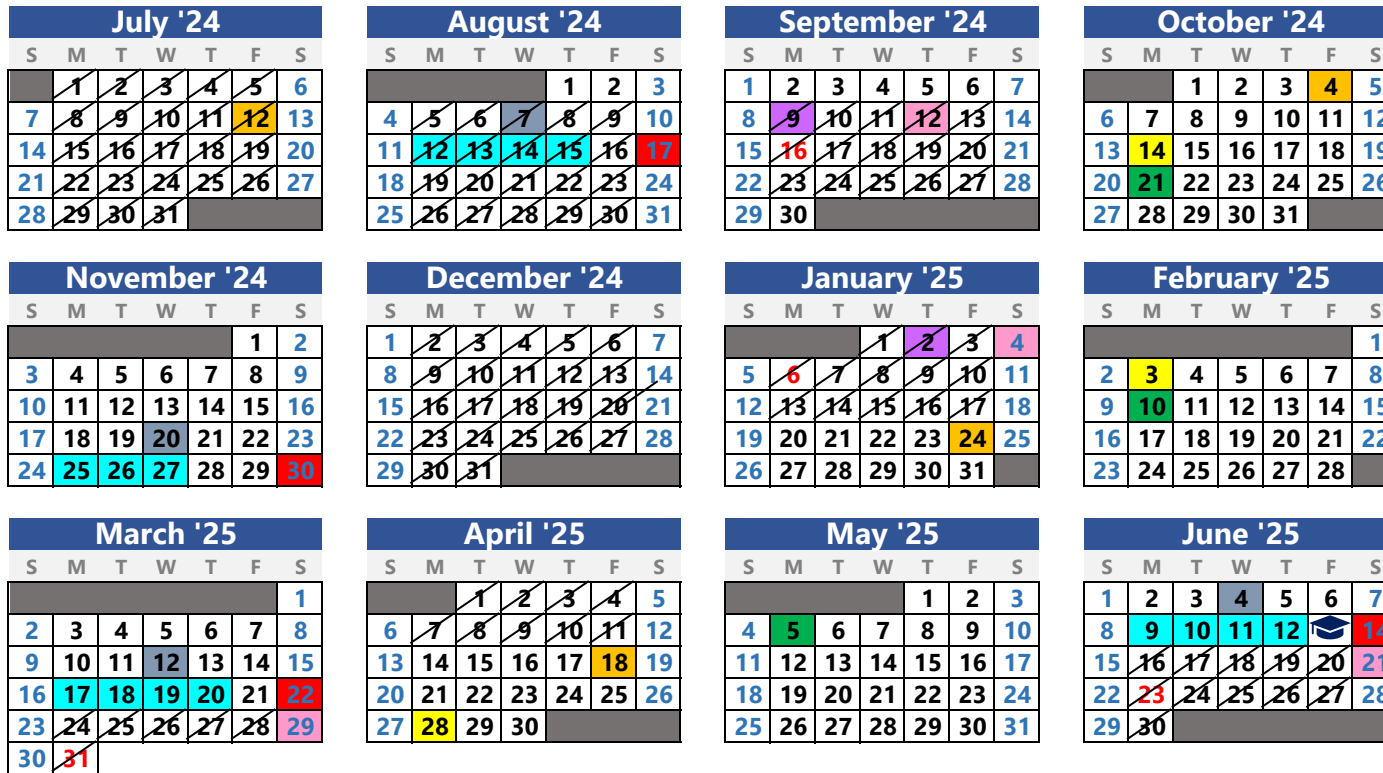 July '24
S M T W T F S
1 2 3 4 5 6
7 8 9 10 11 12 13
14 15 16 17 18 19 20
21 22 23 24 25 26 27
28 29 30 31
August '24
S M T W T F S
1 2 3
4 5 6 7 8 9 10
11 12 13 14 15 16 17
18 19 20 21 22 23 24
25 26 27 28 29 30 31
September '24
S M T W T F S
1 2 3 4 5 6 7
8 9 10 11 12 13 14
15 16 17 18 19 20 21
22 23 24 25 26 27 28
29 30
October '24
S M T W T F S
1 2 3 4 5
6 7 8 9 10 11 12
13 14 15 16 17 18 19
20 21 22 23 24 25 26
27 28 29 30 31
November '24
S M T W T F S
1 2
3 4 5 6 7 8 9
10 11 12 13 14 15 16
17 18 19 20 21 22 23
24 25 26 27 28 29 30
December '24
S M T W T F S
1 2 3 4 5 6 7
8 9 10 11 12 13 14
15 16 17 18 19 20 21
22 23 24 25 26 27 28
29 30 31
January '25
S M T W T F S
1 2 3 4
5 6 7 8 9 10 11
12 13 14 15 16 17 18
19 20 21 22 23 24 25
26 27 28 29 30 31
February '25
S M T W T F S
1
2 3 4 5 6 7 8
9 10 11 12 13 14 15
16 17 18 19 20 21 22
23 24 25 26 27 28
March '25
S M T W T F S
1
2 3 4 5 6 7 8
9 10 11 12 13 14 15
16 17 18 19 20 21 22
23 24 25 26 27 28 29
30 31
April '25
S M T W T F S
1 2 3 4 5
6 7 8 9 10 11 12
13 14 15 16 17 18 19
20 21 22 23 24 25 26
27 28 29 30
May '25
S M T W T F S
1 2 3
4 5 6 7 8 9 10
11 12 13 14 15 16 17
18 19 20 21 22 23 24
25 26 27 28 29 30 31
June '25
S M T W T F S
1 2 3 4 5 6 7
8 9 10 11 12 14
15 16 17 18 19 20 21
22 23 24 25 26 27 28
29 30